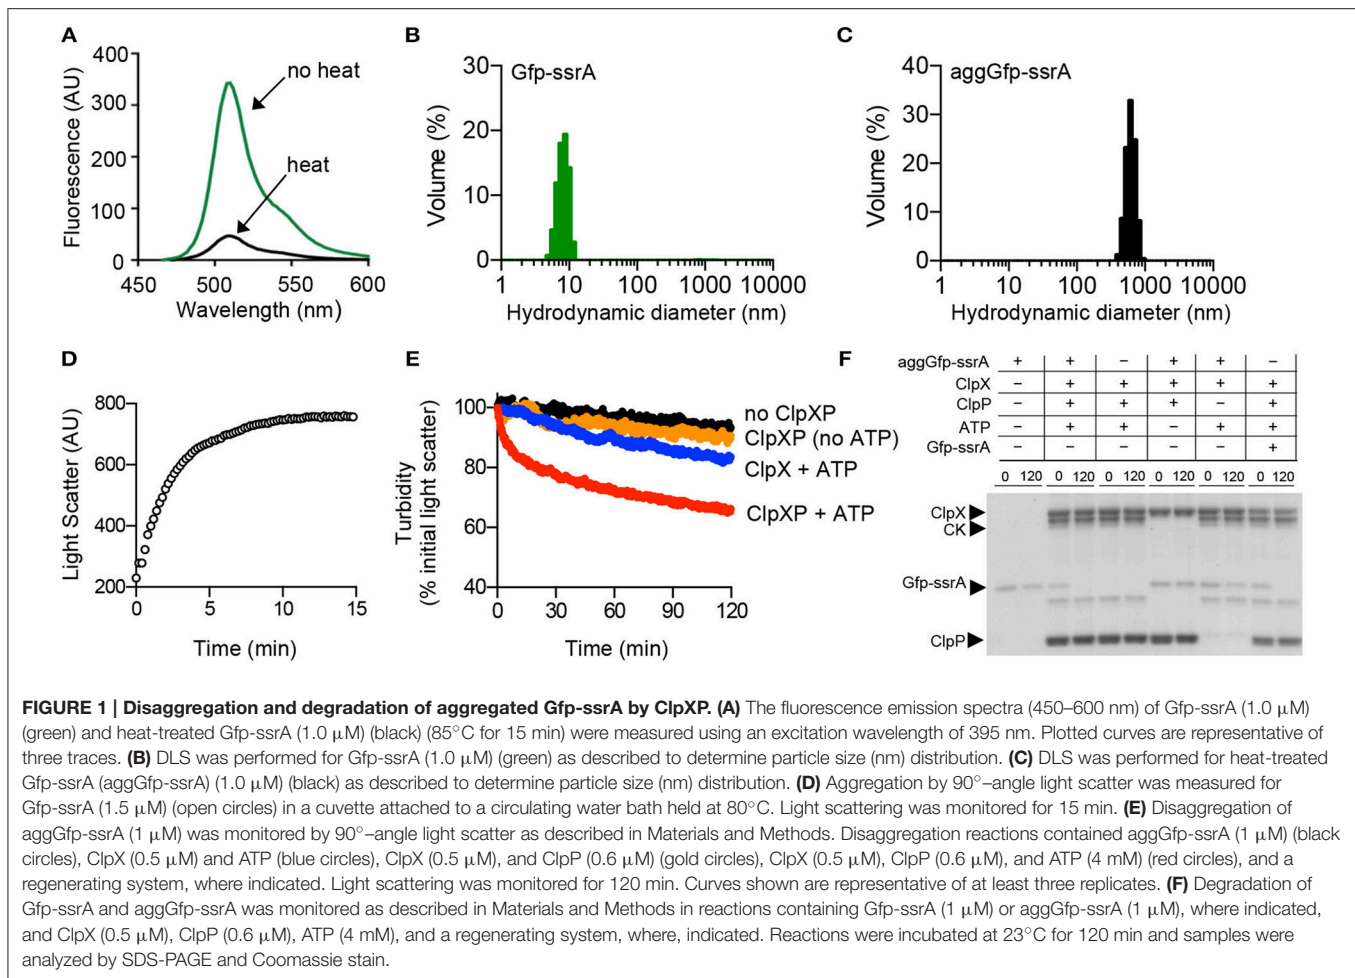 A
400
300
200
100
0
Fluorescence (AU)
no heat
heat
450 500 550 600
Wavelength (nm)
B
Gfp-ssrA
30
20
10
0
Volume (%)
1 10 100 1000 10000
Hydrodynamic diameter (nm)
C
aggGfp-ssrA
40
30
20
10
0
Volume (%)
1 10 100 1000 10000
Hydrodynamic diameter (nm)
D
800
600
400
200
Light Scatter (AU)
0 5 10 15
Time (min)
E
100
80
60
40
Turbidity
(% initial light scatter)
no ClpXP
ClpXP (no ATP)
ClpX + ATP
ClpXP + ATP
0 30 60 90 120
Time (min)
F
aggGfp-ssrA + + – + + –
ClpX – + + + + +
ClpP – + + + – +
ATP – + + – + +
Gfp-ssrA – – – – – +
0 120 0 120 0 120 0 120 0 120 0 120
ClpX
CK
Gfp-ssrA
ClpP
FIGURE 1 | Disaggregation and degradation of aggregated Gfp-ssrA by ClpXP. (A) The fluorescence emission spectra (450–600 nm) of Gfp-ssrA (1.0 μM)
(green) and heat-treated Gfp-ssrA (1.0 μM) (black) (85°C for 15 min) were measured using an excitation wavelength of 395 nm. Plotted curves are representative of
three traces. (B) DLS was performed for Gfp-ssrA (1.0 μM) (green) as described to determine particle size (nm) distribution. (C) DLS was performed for heat-treated
Gfp-ssrA (aggGfp-ssrA) (1.0 μM) (black) as described to determine particle size (nm) distribution. (D) Aggregation by 90°–angle light scatter was measured for
Gfp-ssrA (1.5 μM) (open circles) in a cuvette attached to a circulating water bath held at 80°C. Light scattering was monitored for 15 min. (E) Disaggregation of
aggGfp-ssrA (1 μM) was monitored by 90°–angle light scatter as described in Materials and Methods. Disaggregation reactions contained aggGfp-ssrA (1 μM) (black
circles), ClpX (0.5 μM) and ATP (blue circles), ClpX (0.5 μM), and ClpP (0.6 μM) (gold circles), ClpX (0.5 μM), ClpP (0.6 μM), and ATP (4 mM) (red circles), and a
regenerating system, where indicated. Light scattering was monitored for 120 min. Curves shown are representative of at least three replicates. (F) Degradation of
Gfp-ssrA and aggGfp-ssrA was monitored as described in Materials and Methods in reactions containing Gfp-ssrA (1 μM) or aggGfp-ssrA (1 μM), where indicated,
and ClpX (0.5 μM), ClpP (0.6 μM), ATP (4 mM), and a regenerating system, where, indicated. Reactions were incubated at 23°C for 120 min and samples were
analyzed by SDS-PAGE and Coomassie stain.